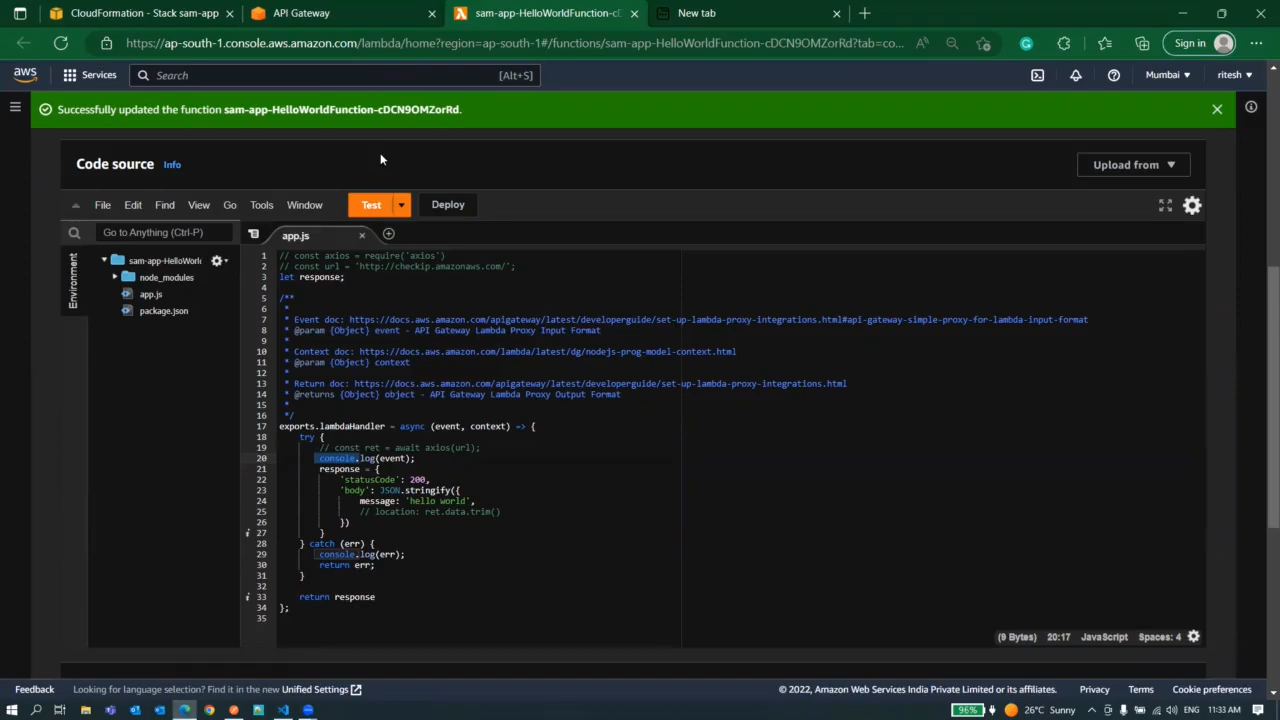 CloudFormation - Stack sam-app
API Gateway
sam-app-HelloWorldFunction-cD
New tab
https://ap-south-1.console.aws.amazon.com/lambda/home?region=ap-south-1#/functions/sam-app-HelloWorldFunction-cDCN9OMZorRd?tab=co...
Sign in
aws
Services
Search
[Alt+S]
Mumbai
ritesh
Successfully updated the function sam-app-HelloWorldFunction-cDCN9OMZorRd.
Code source Info
Upload from
File Edit Find View Go Tools Window
Test
Deploy
Go to Anything (Ctrl-P)
app.js
Environment
sam-app-HelloWorld
node_modules
app.js
package.json
1 // const axios = require('axios')
2 // const url = 'http://checkip.amazonaws.com/';
3 let response;
4
5 /**
6 *
7 * Event doc: https://docs.aws.amazon.com/apigateway/latest/developerguide/set-up-lambda-proxy-integrations.html#api-gateway-simple-proxy-for-lambda-input-format
8 * @param {Object} event - API Gateway Lambda Proxy Input Format
9 *
10 * Context doc: https://docs.aws.amazon.com/lambda/latest/dg/nodejs-prog-model-context.html
11 * @param {Object} context
12 *
13 * Return doc: https://docs.aws.amazon.com/apigateway/latest/developerguide/set-up-lambda-proxy-integrations.html
14 * @returns {Object} object - API Gateway Lambda Proxy Output Format
15 *
16 */
17 exports.lambdaHandler = async (event, context) => {
18 try {
19 // const ret = await axios(url);
20 console.log(event);
21 response = {
22 'statusCode': 200,
23 'body': JSON.stringify({
24 message: 'hello world',
25 // location: ret.data.trim()
26 })
27 }
28 } catch (err) {
29 console.log(err);
30 return err;
31 }
32
33 return response
34 };
35
(9 Bytes) 20:17 JavaScript Spaces: 4
Feedback
Looking for language selection? Find it in the new Unified Settings
© 2022, Amazon Web Services India Private Limited or its affiliates.
Privacy
Terms
Cookie preferences
96%
26°C Sunny
ENG
11:33 AM